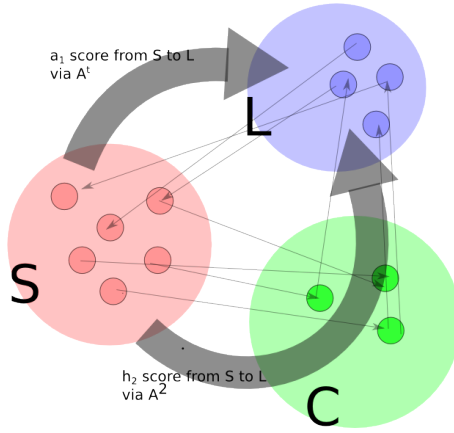 a₁ score from S to L
via Aᵗ
L
S
h₂ score from S to L
via A²
C